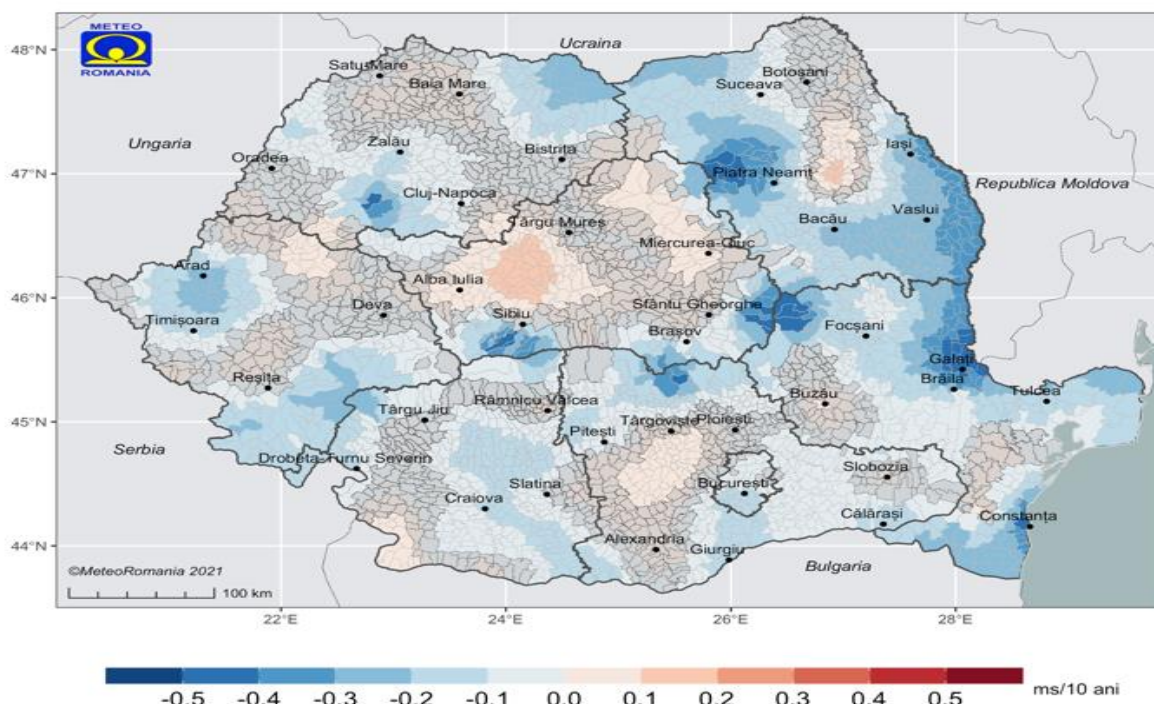 METEO
ROMANIA
48°N
47°N
46°N
45°N
44°N
Ucraina
Ungaria
Republica Moldova
Serbia
Bulgaria
Satu-Mare
Baia Mare
Botoșani
Suceava
Zalău
Oradea
Bistrița
Iași
Cluj-Napoca
Piatra Neamț
Târgu Mureș
Bacău
Vaslui
Miercurea-Ciuc
Arad
Alba Iulia
Deva
Sibiu
Sfântu Gheorghe
Timișoara
Brașov
Focșani
Galați
Reșița
Brăila
Tulcea
Râmnicu Vâlcea
Buzău
Târgu Jiu
Târgoviște
Ploiești
Pitești
Drobeta-Turnu Severin
Slobozia
București
Slatina
Craiova
Călărași
Constanța
Alexandria
Giurgiu
©MeteoRomania 2021
100 km
22°E
24°E
26°E
28°E
-0.5 -0.4 -0.3 -0.2 -0.1 0.0 0.1 0.2 0.3 0.4 0.5
ms/10 ani